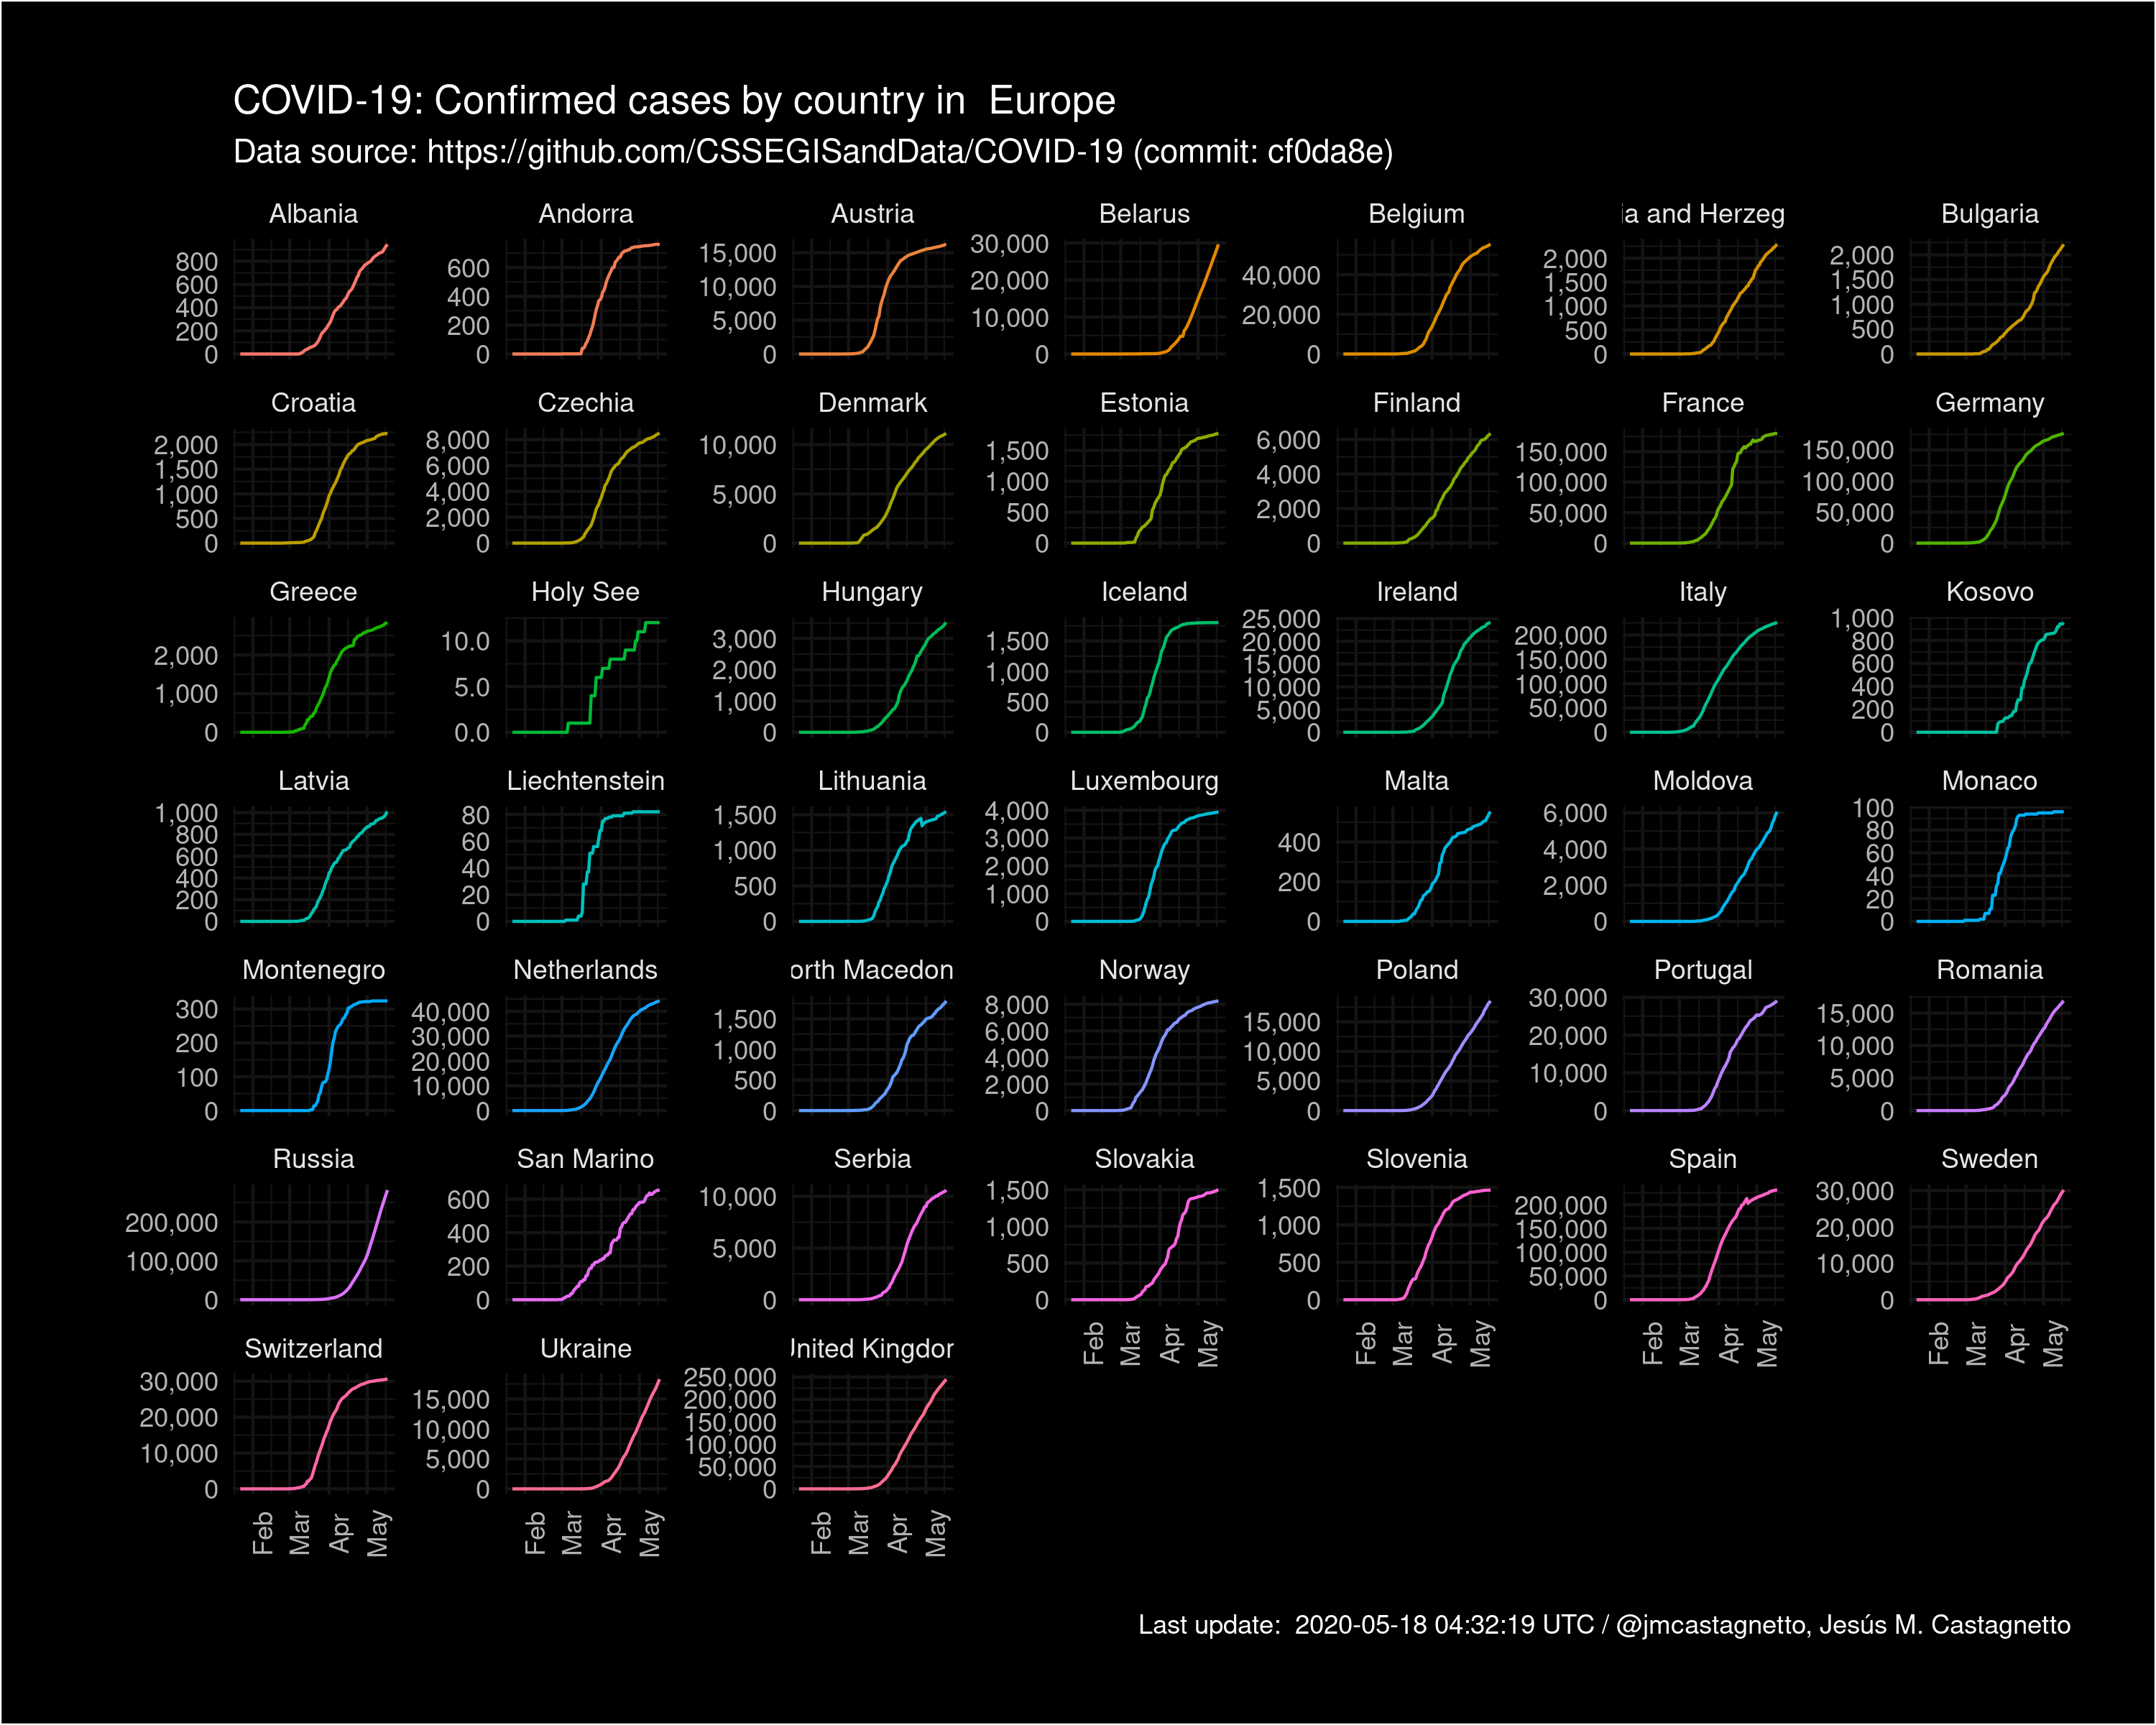 COVID-19: Confirmed cases by country in  Europe
Data source: https://github.com/CSSEGISandData/COVID-19 (commit: cf0da8e)
Albania Andorra Austria Belarus Belgium ia and Herzeg Bulgaria
800 600 400 200 0
600 400 200 0
15,000 10,000 5,000 0
30,000 20,000 10,000 0
40,000 20,000 0
2,000 1,500 1,000 500 0
2,000 1,500 1,000 500 0
Croatia Czechia Denmark Estonia Finland France Germany
2,000 1,500 1,000 500 0
8,000 6,000 4,000 2,000 0
10,000 5,000 0
1,500 1,000 500 0
6,000 4,000 2,000 0
150,000 100,000 50,000 0
150,000 100,000 50,000 0
Greece Holy See Hungary Iceland Ireland Italy Kosovo
2,000 1,000 0
10.0 5.0 0.0
3,000 2,000 1,000 0
1,500 1,000 500 0
25,000 20,000 15,000 10,000 5,000 0
200,000 150,000 100,000 50,000 0
1,000 800 600 400 200 0
Latvia Liechtenstein Lithuania Luxembourg Malta Moldova Monaco
1,000 800 600 400 200 0
80 60 40 20 0
1,500 1,000 500 0
4,000 3,000 2,000 1,000 0
400 200 0
6,000 4,000 2,000 0
100 80 60 40 20 0
Montenegro Netherlands orth Macedon Norway Poland Portugal Romania
300 200 100 0
40,000 30,000 20,000 10,000 0
1,500 1,000 500 0
8,000 6,000 4,000 2,000 0
15,000 10,000 5,000 0
30,000 20,000 10,000 0
15,000 10,000 5,000 0
Russia San Marino Serbia Slovakia Slovenia Spain Sweden
200,000 100,000 0
600 400 200 0
10,000 5,000 0
1,500 1,000 500 0
1,500 1,000 500 0
200,000 150,000 100,000 50,000 0
30,000 20,000 10,000 0
Feb Mar Apr May Feb Mar Apr May Feb Mar Apr May Feb Mar Apr May
Switzerland Ukraine United Kingdor
30,000 20,000 10,000 0
15,000 10,000 5,000 0
250,000 200,000 150,000 100,000 50,000 0
Feb Mar Apr May Feb Mar Apr May Feb Mar Apr May
Last update:  2020-05-18 04:32:19 UTC / @jmcastagnetto, Jesús M. Castagnetto